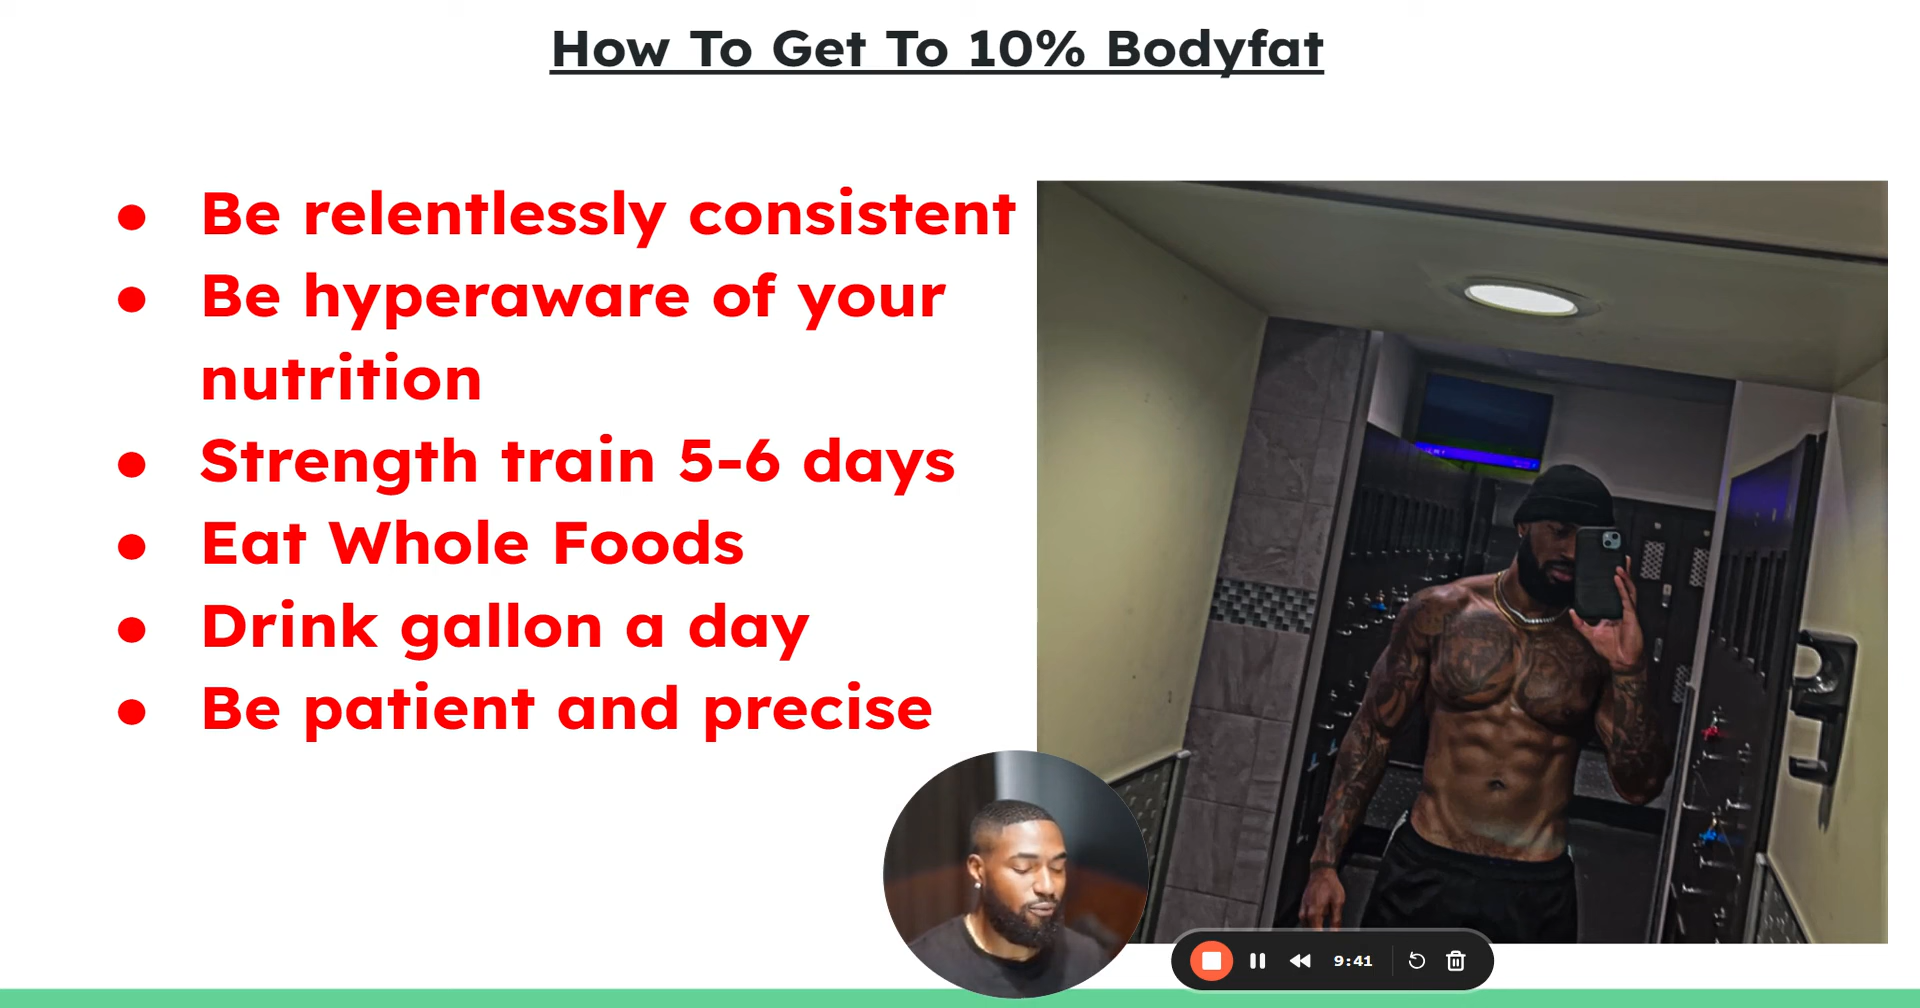 How To Get To 10% Bodyfat
● Be relentlessly consistent
● Be hyperaware of your
nutrition
● Strength train 5-6 days
● Eat Whole Foods
● Drink gallon a day
● Be patient and precise
9:41